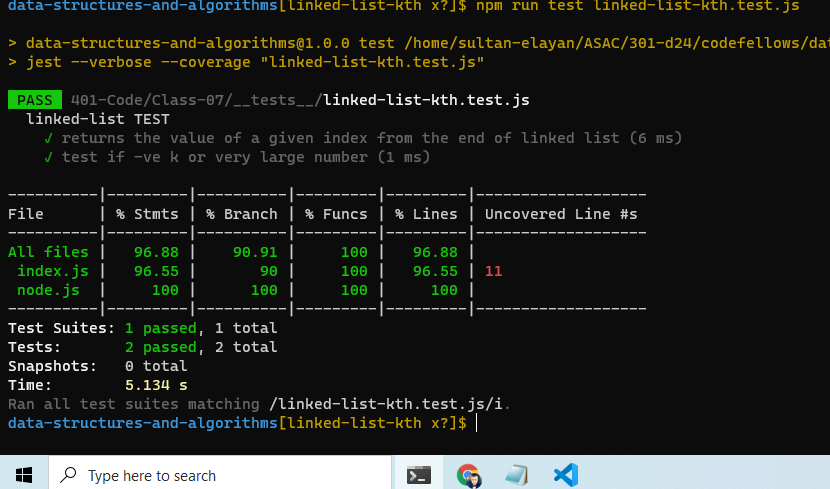 data-structures-and-algorithms[linked-list-kth x?]$ npm run test linked-list-kth.test.js
> data-structures-and-algorithms@1.0.0 test /home/sultan-elayan/ASAC/301-d24/codefellows/dat
> jest --verbose --coverage "linked-list-kth.test.js"
PASS 401-Code/Class-07/__tests__/linked-list-kth.test.js
linked-list TEST
√ returns the value of a given index from the end of linked list (6 ms)
√ test if -ve k or very large number (1 ms)
----------|---------|----------|---------|---------|-------------------
File      | % Stmts | % Branch | % Funcs | % Lines | Uncovered Line #s
----------|---------|----------|---------|---------|-------------------
All files |   96.88 |    90.91 |     100 |   96.88 |
index.js |   96.55 |       90 |     100 |   96.55 | 11
node.js  |     100 |      100 |     100 |     100 |
----------|---------|----------|---------|---------|-------------------
Test Suites: 1 passed, 1 total
Tests:       2 passed, 2 total
Snapshots:   0 total
Time:        5.134 s
Ran all test suites matching /linked-list-kth.test.js/i.
data-structures-and-algorithms[linked-list-kth x?]$
Type here to search